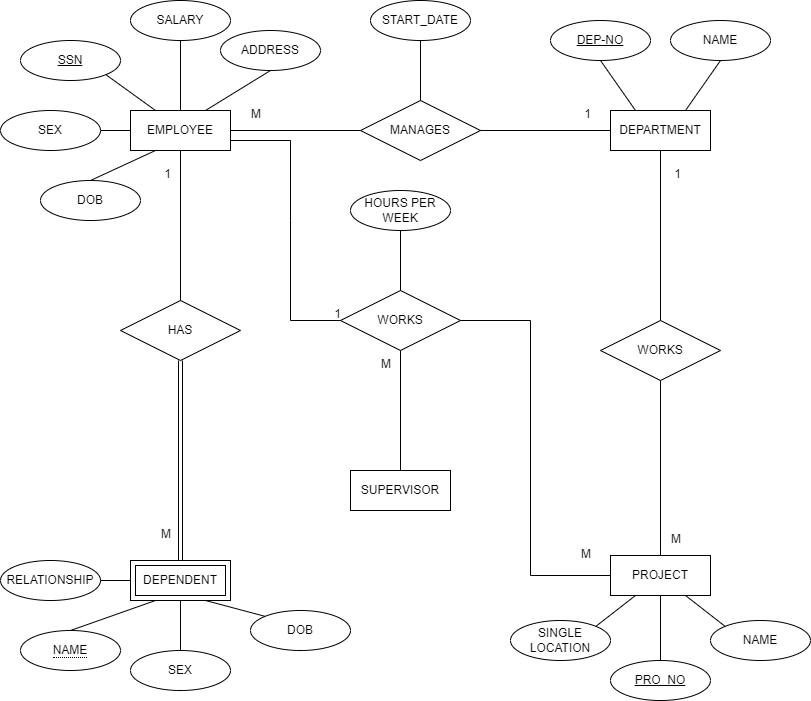 SALARY
START_DATE
DEP-NO
NAME
SSN
ADDRESS
M
1
SEX
EMPLOYEE
MANAGES
DEPARTMENT
1
1
DOB
HOURS PER
WEEK
1
WORKS
HAS
WORKS
M
SUPERVISOR
M
M
M
RELATIONSHIP
DEPENDENT
PROJECT
DOB
SINGLE
LOCATION
NAME
NAME
SEX
PRO_NO